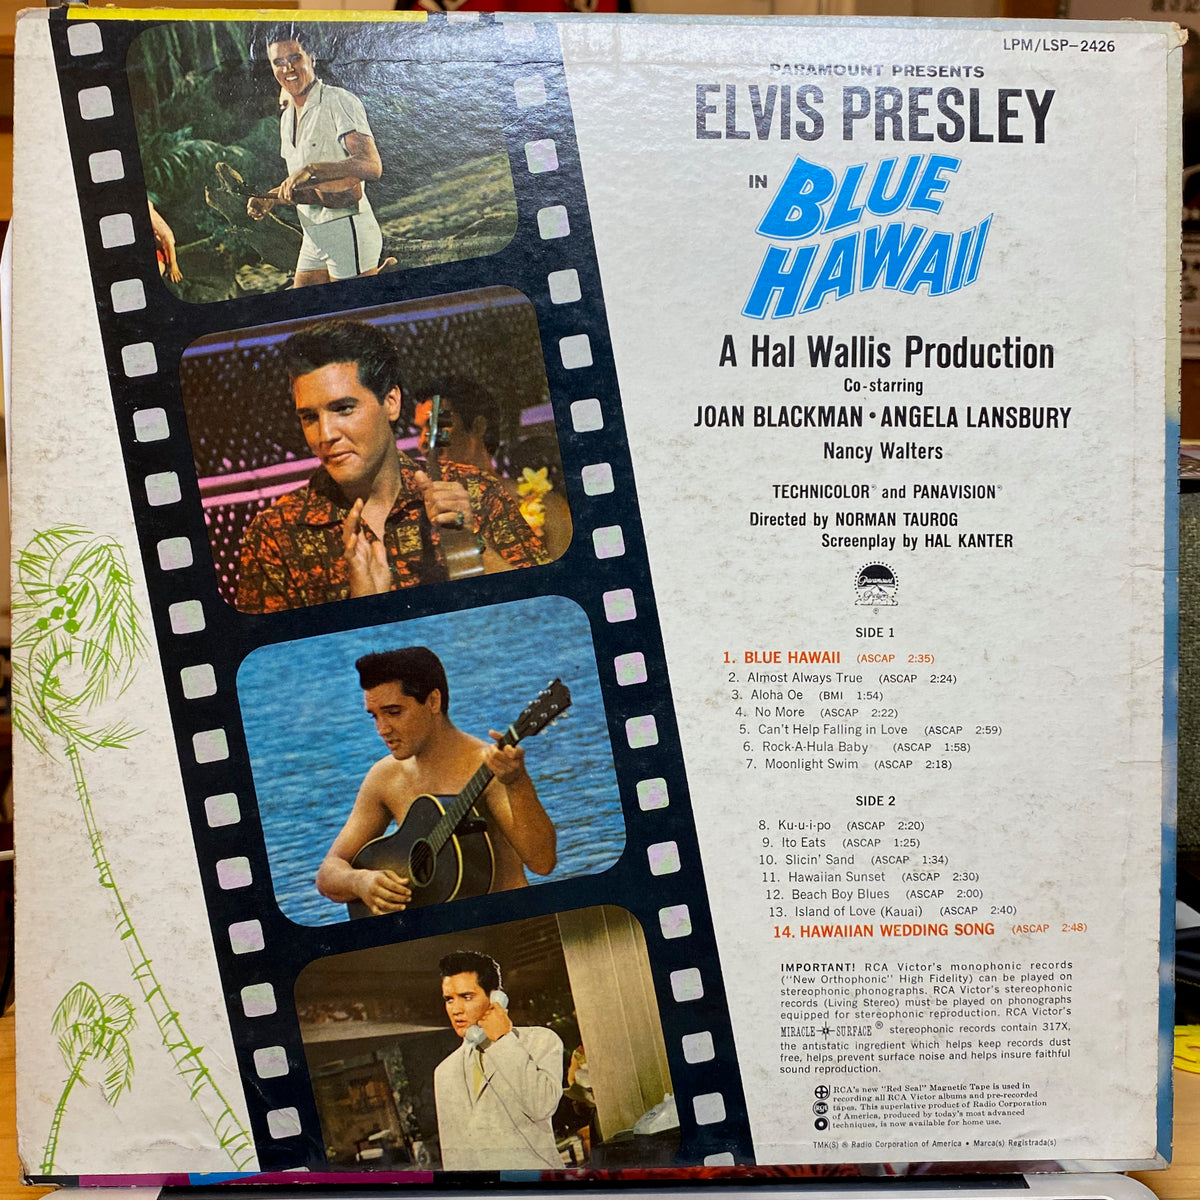 LPM/LSP-2426
PARAMOUNT PRESENTS
ELVIS PRESLEY
IN
BLUE
HAWAII
A Hal Wallis Production
Co-starring
JOAN BLACKMAN • ANGELA LANSBURY
Nancy Walters
TECHNICOLOR® and PANAVISION®
Directed by NORMAN TAUROG
Screenplay by HAL KANTER
Paramount
Pictures
SIDE 1
1. BLUE HAWAII (ASCAP 2:35)
2. Almost Always True (ASCAP 2:24)
3. Aloha Oe (BMI 1:54)
4. No More (ASCAP 2:22)
5. Can't Help Falling in Love (ASCAP 2:59)
6. Rock-A-Hula Baby (ASCAP 1:58)
7. Moonlight Swim (ASCAP 2:18)
SIDE 2
8. Ku-u-i-po (ASCAP 2:20)
9. Ito Eats (ASCAP 1:25)
10. Slicin' Sand (ASCAP 1:34)
11. Hawaiian Sunset (ASCAP 2:30)
12. Beach Boy Blues (ASCAP 2:00)
13. Island of Love (Kauai) (ASCAP 2:40)
14. HAWAIIAN WEDDING SONG (ASCAP 2:48)
IMPORTANT! RCA Victor's monophonic records
("New Orthophonic" High Fidelity) can be played on
stereophonic phonographs. RCA Victor's stereophonic
records (Living Stereo) must be played on phonographs
equipped for stereophonic reproduction. RCA Victor's
MIRACLE SURFACE® stereophonic records contain 317X,
the antistatic ingredient which helps keep records dust
free, helps prevent surface noise and helps insure faithful
sound reproduction.
RCA's new "Red Seal" Magnetic Tape is used in
recording all RCA Victor albums and pre-recorded
tapes. This superlative product of Radio Corporation
of America, produced by today's most advanced
techniques, is now available for home use.
TMK(S) ® Radio Corporation of America • Marca(s) Registrada(s)